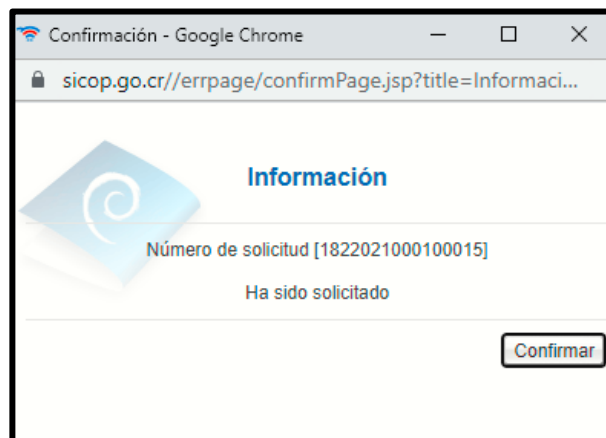 Confirmación - Google Chrome
sicop.go.cr//errpage/confirmPage.jsp?title=Informaci...
Información
Número de solicitud [1822021000100015]
Ha sido solicitado
Confirmar